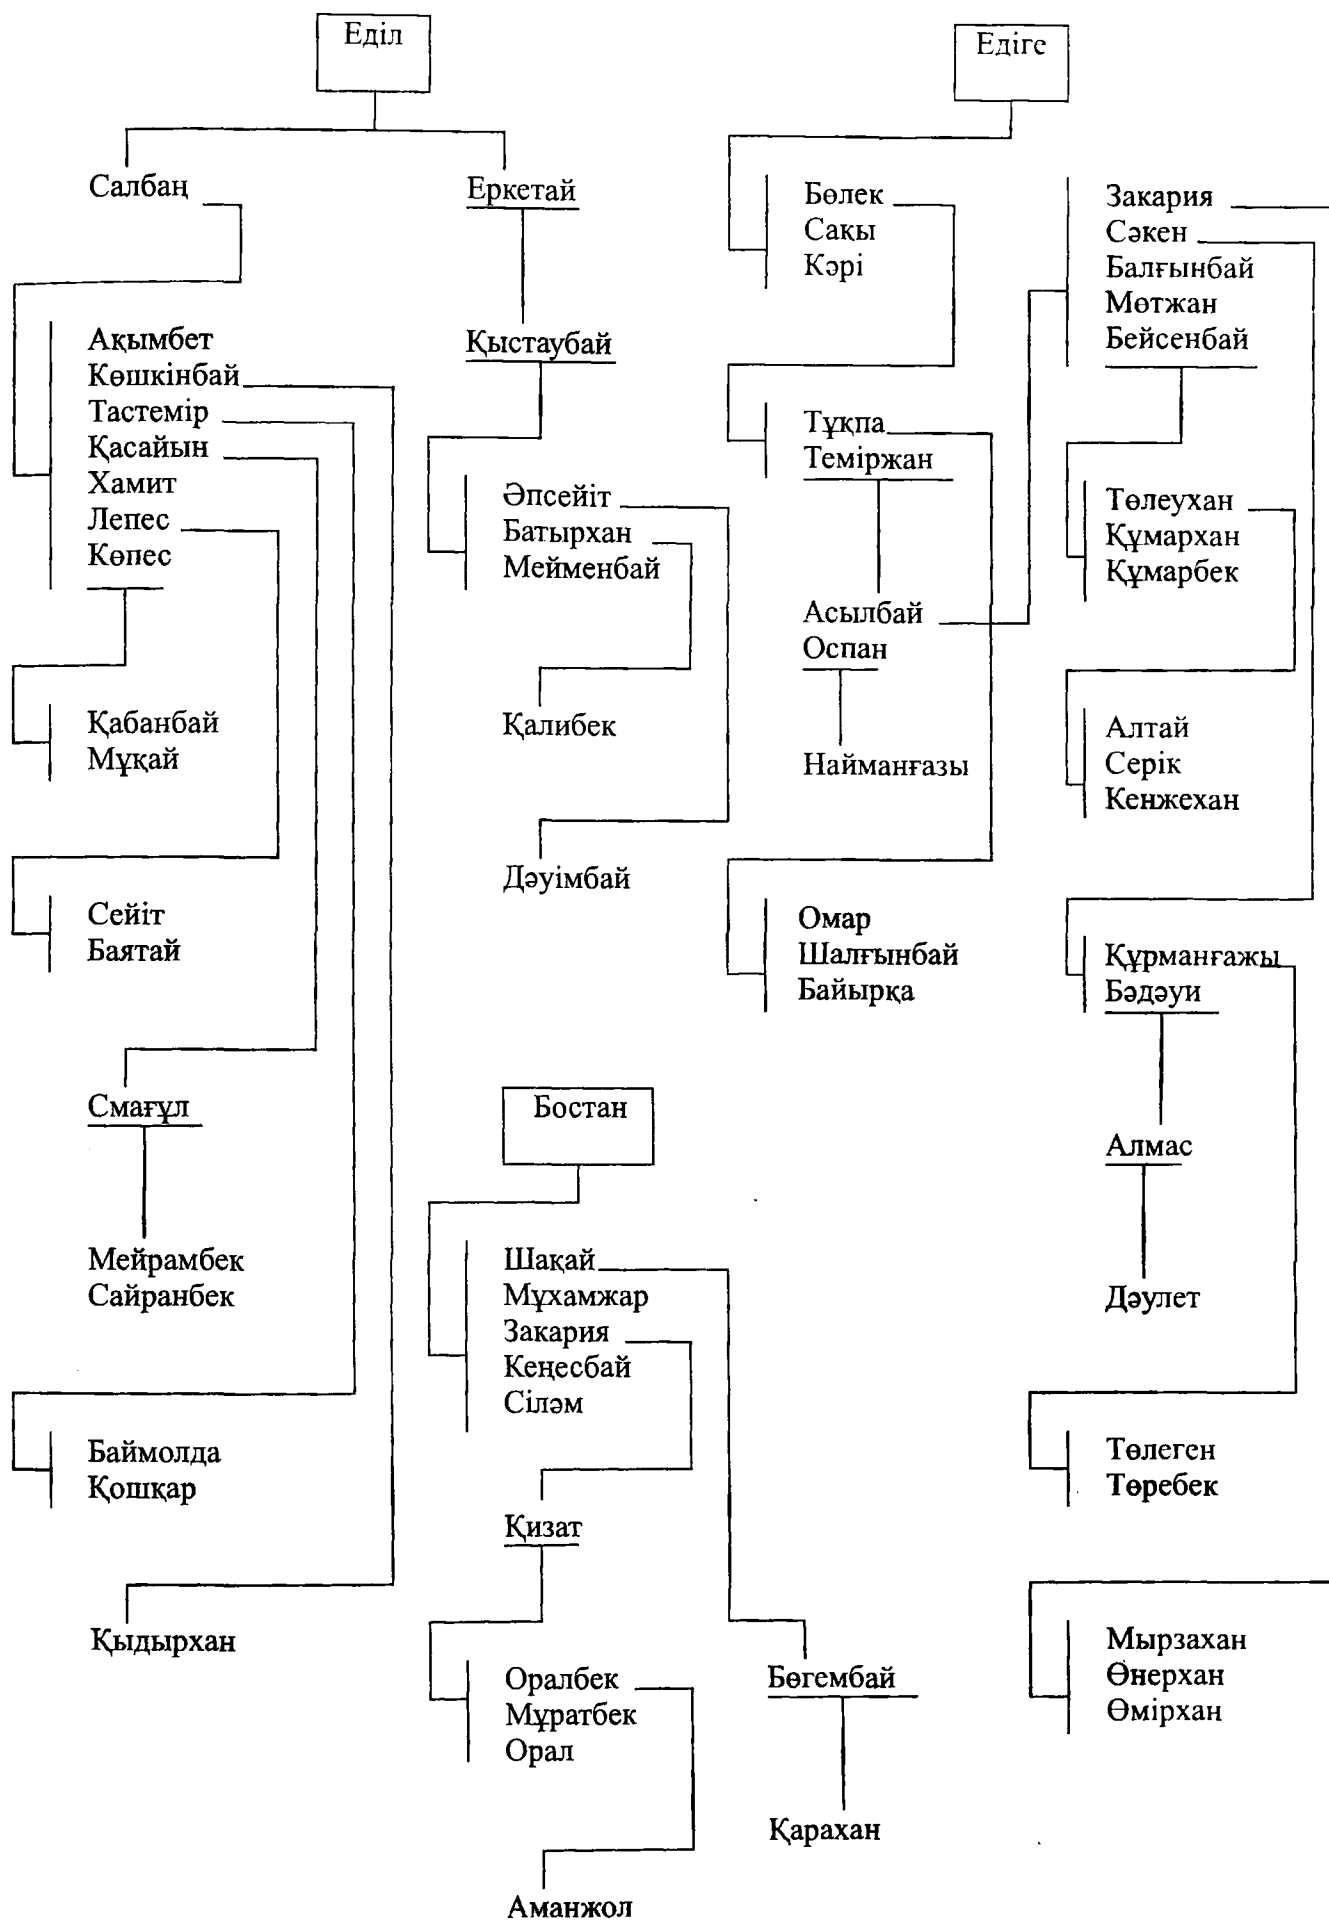 Еділ
Салбаң
Еркетай
Ақымбет
Көшкінбай
Тастемір
Қасайын
Хамит
Лепес
Көпес
Қыстаубай
Әпсейіт
Батырхан
Мейменбай
Қабанбай
Мұқай
Қалибек
Сейіт
Баятай
Дәуімбай
Смағұл
Мейрамбек
Сайранбек
Баймолда
Қошқар
Қыдырхан
Едіге
Бөлек
Сақы
Кәрі
Тұқпа
Теміржан
Асылбай
Оспан
Найманғазы
Омар
Шалғынбай
Байырқа
Закария
Сәкен
Балғынбай
Мөтжан
Бейсенбай
Төлеухан
Құмархан
Құмарбек
Алтай
Серік
Кенжехан
Құрманғажы
Бәдәуи
Алмас
Дәулет
Төлеген
Төребек
Мырзахан
Өнерхан
Өмірхан
Бостан
Шақай
Мұхамжар
Закария
Кеңесбай
Сіләм
Қизат
Оралбек
Мұратбек
Орал
Аманжол
Бөгембай
Қарахан